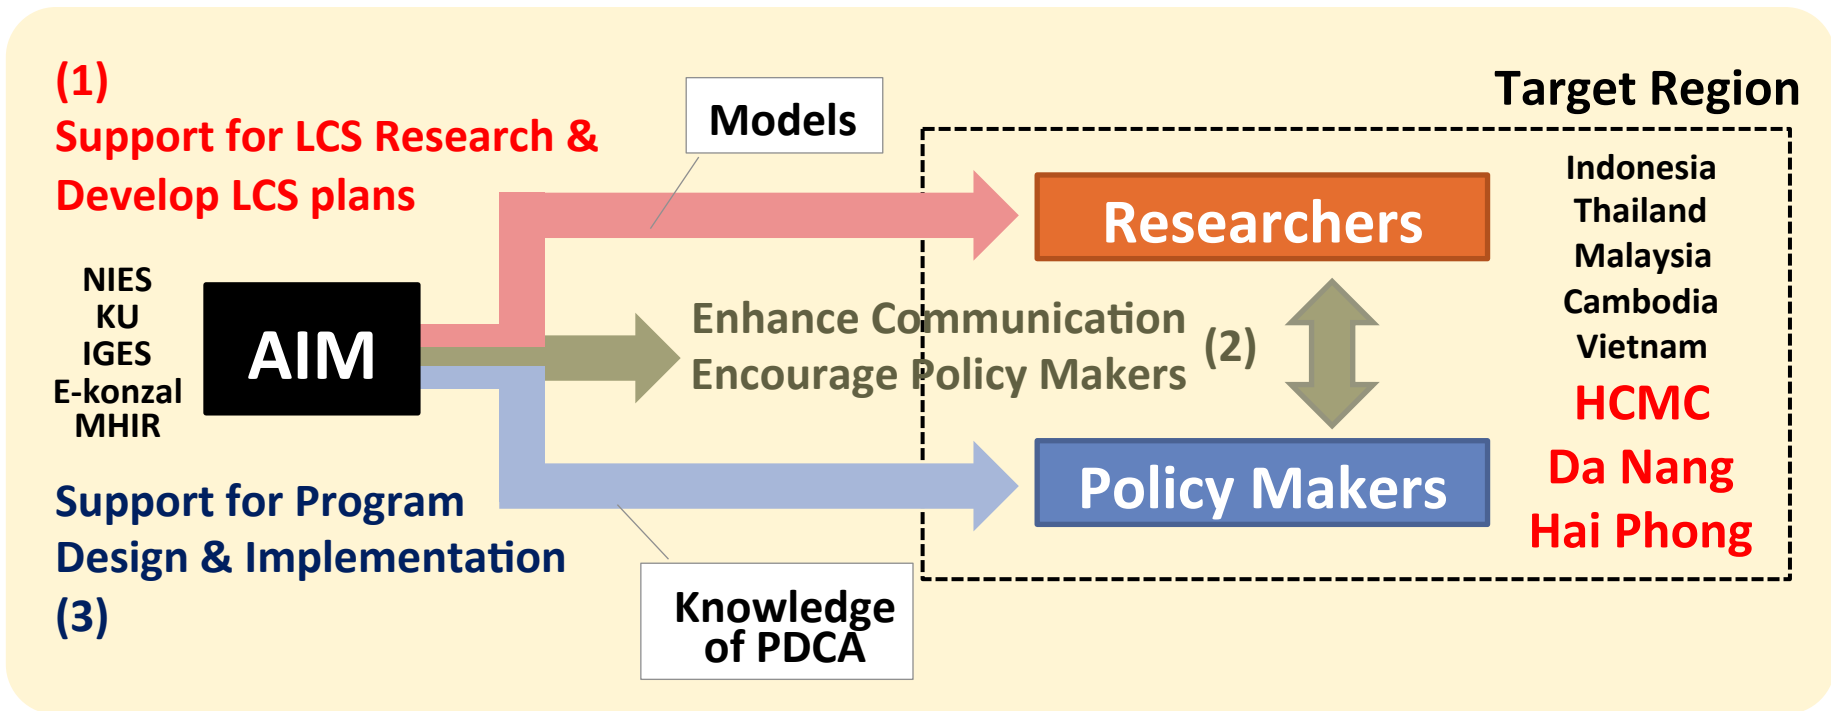 (1)
Support for LCS Research &
Develop LCS plans
Models
Target Region
Researchers
Indonesia
Thailand
Malaysia
Cambodia
Vietnam
HCMC
Da Nang
Hai Phong
NIES
KU
IGES
E-konzal
MHIR
AIM
Enhance Communication
Encourage Policy Makers
(2)
Policy Makers
Support for Program
Design & Implementation
(3)
Knowledge
of PDCA